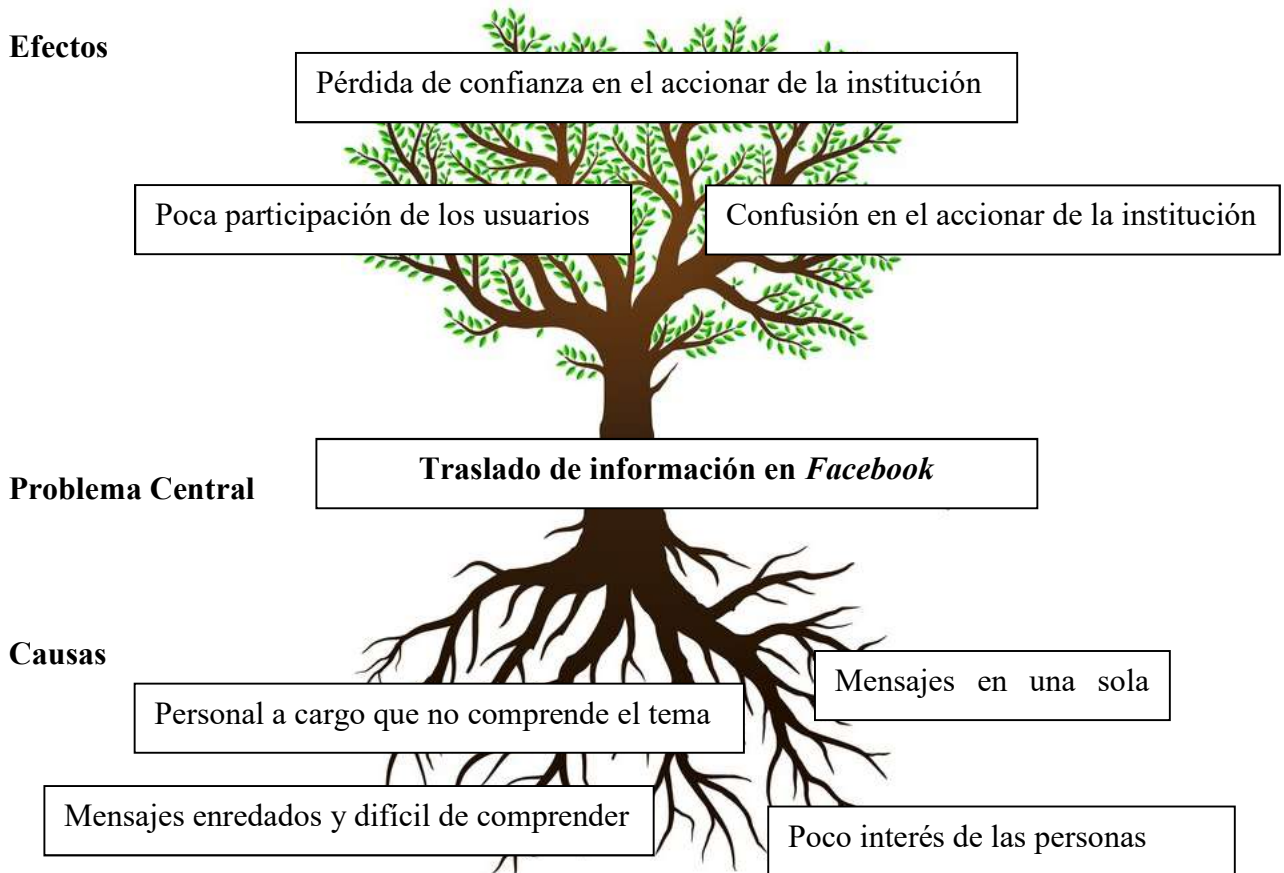 Efectos
Pérdida de confianza en el accionar de la institución
Poca participación de los usuarios
Confusión en el accionar de la institución
Traslado de información en Facebook
Problema Central
Causas
Mensajes en una sola
Personal a cargo que no comprende el tema
Mensajes enredados y difícil de comprender
Poco interés de las personas